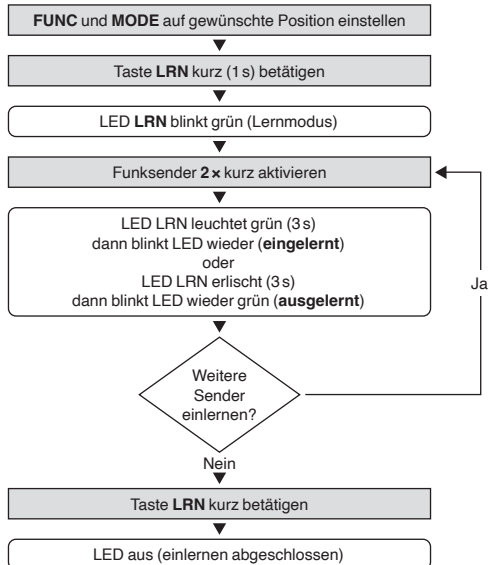 FUNC und MODE auf gewünschte Position einstellen
Taste LRN kurz (1 s) betätigen
LED LRN blinkt grün (Lernmodus)
Funksender 2 × kurz aktivieren
LED LRN leuchtet grün (3 s)
dann blinkt LED wieder (eingelernt)
oder
LED LRN erlischt (3 s)
dann blinkt LED wieder grün (ausgelernt)
Ja
Weitere
Sender
einlernen?
Nein
Taste LRN kurz betätigen
LED aus (einlernen abgeschlossen)